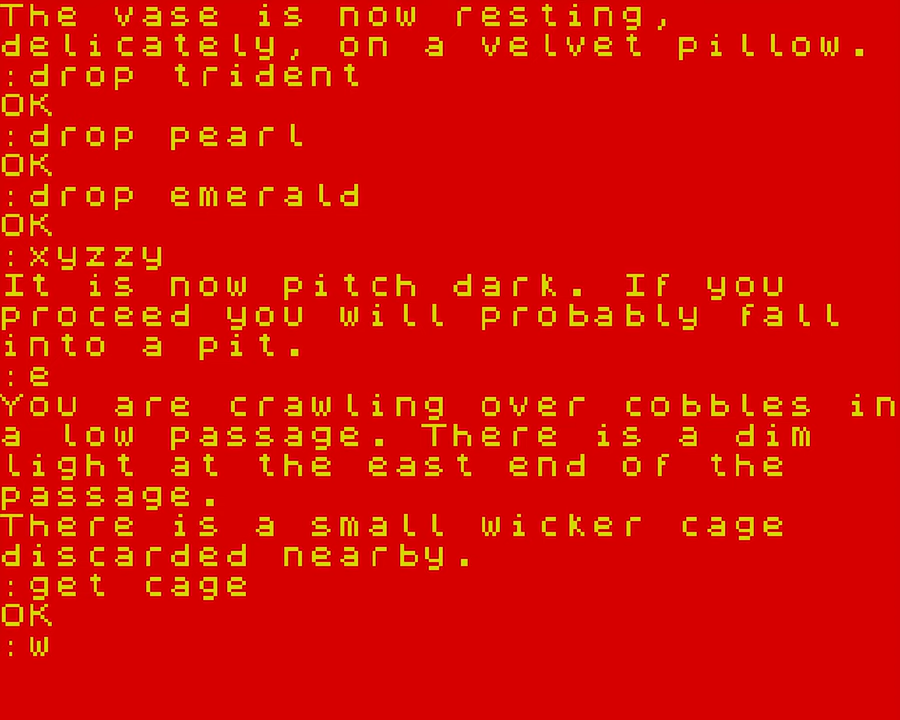 The vase is now resting,
delicately, on a velvet pillow.
:drop trident
OK
:drop pearl
OK
:drop emerald
OK
:xyzzy
It is now pitch dark. If you
proceed you will probably fall
into a pit.
:e
You are crawling over cobbles in
a low passage. There is a dim
light at the east end of the
passage.
There is a small wicker cage
discarded nearby.
:get cage
OK
:w